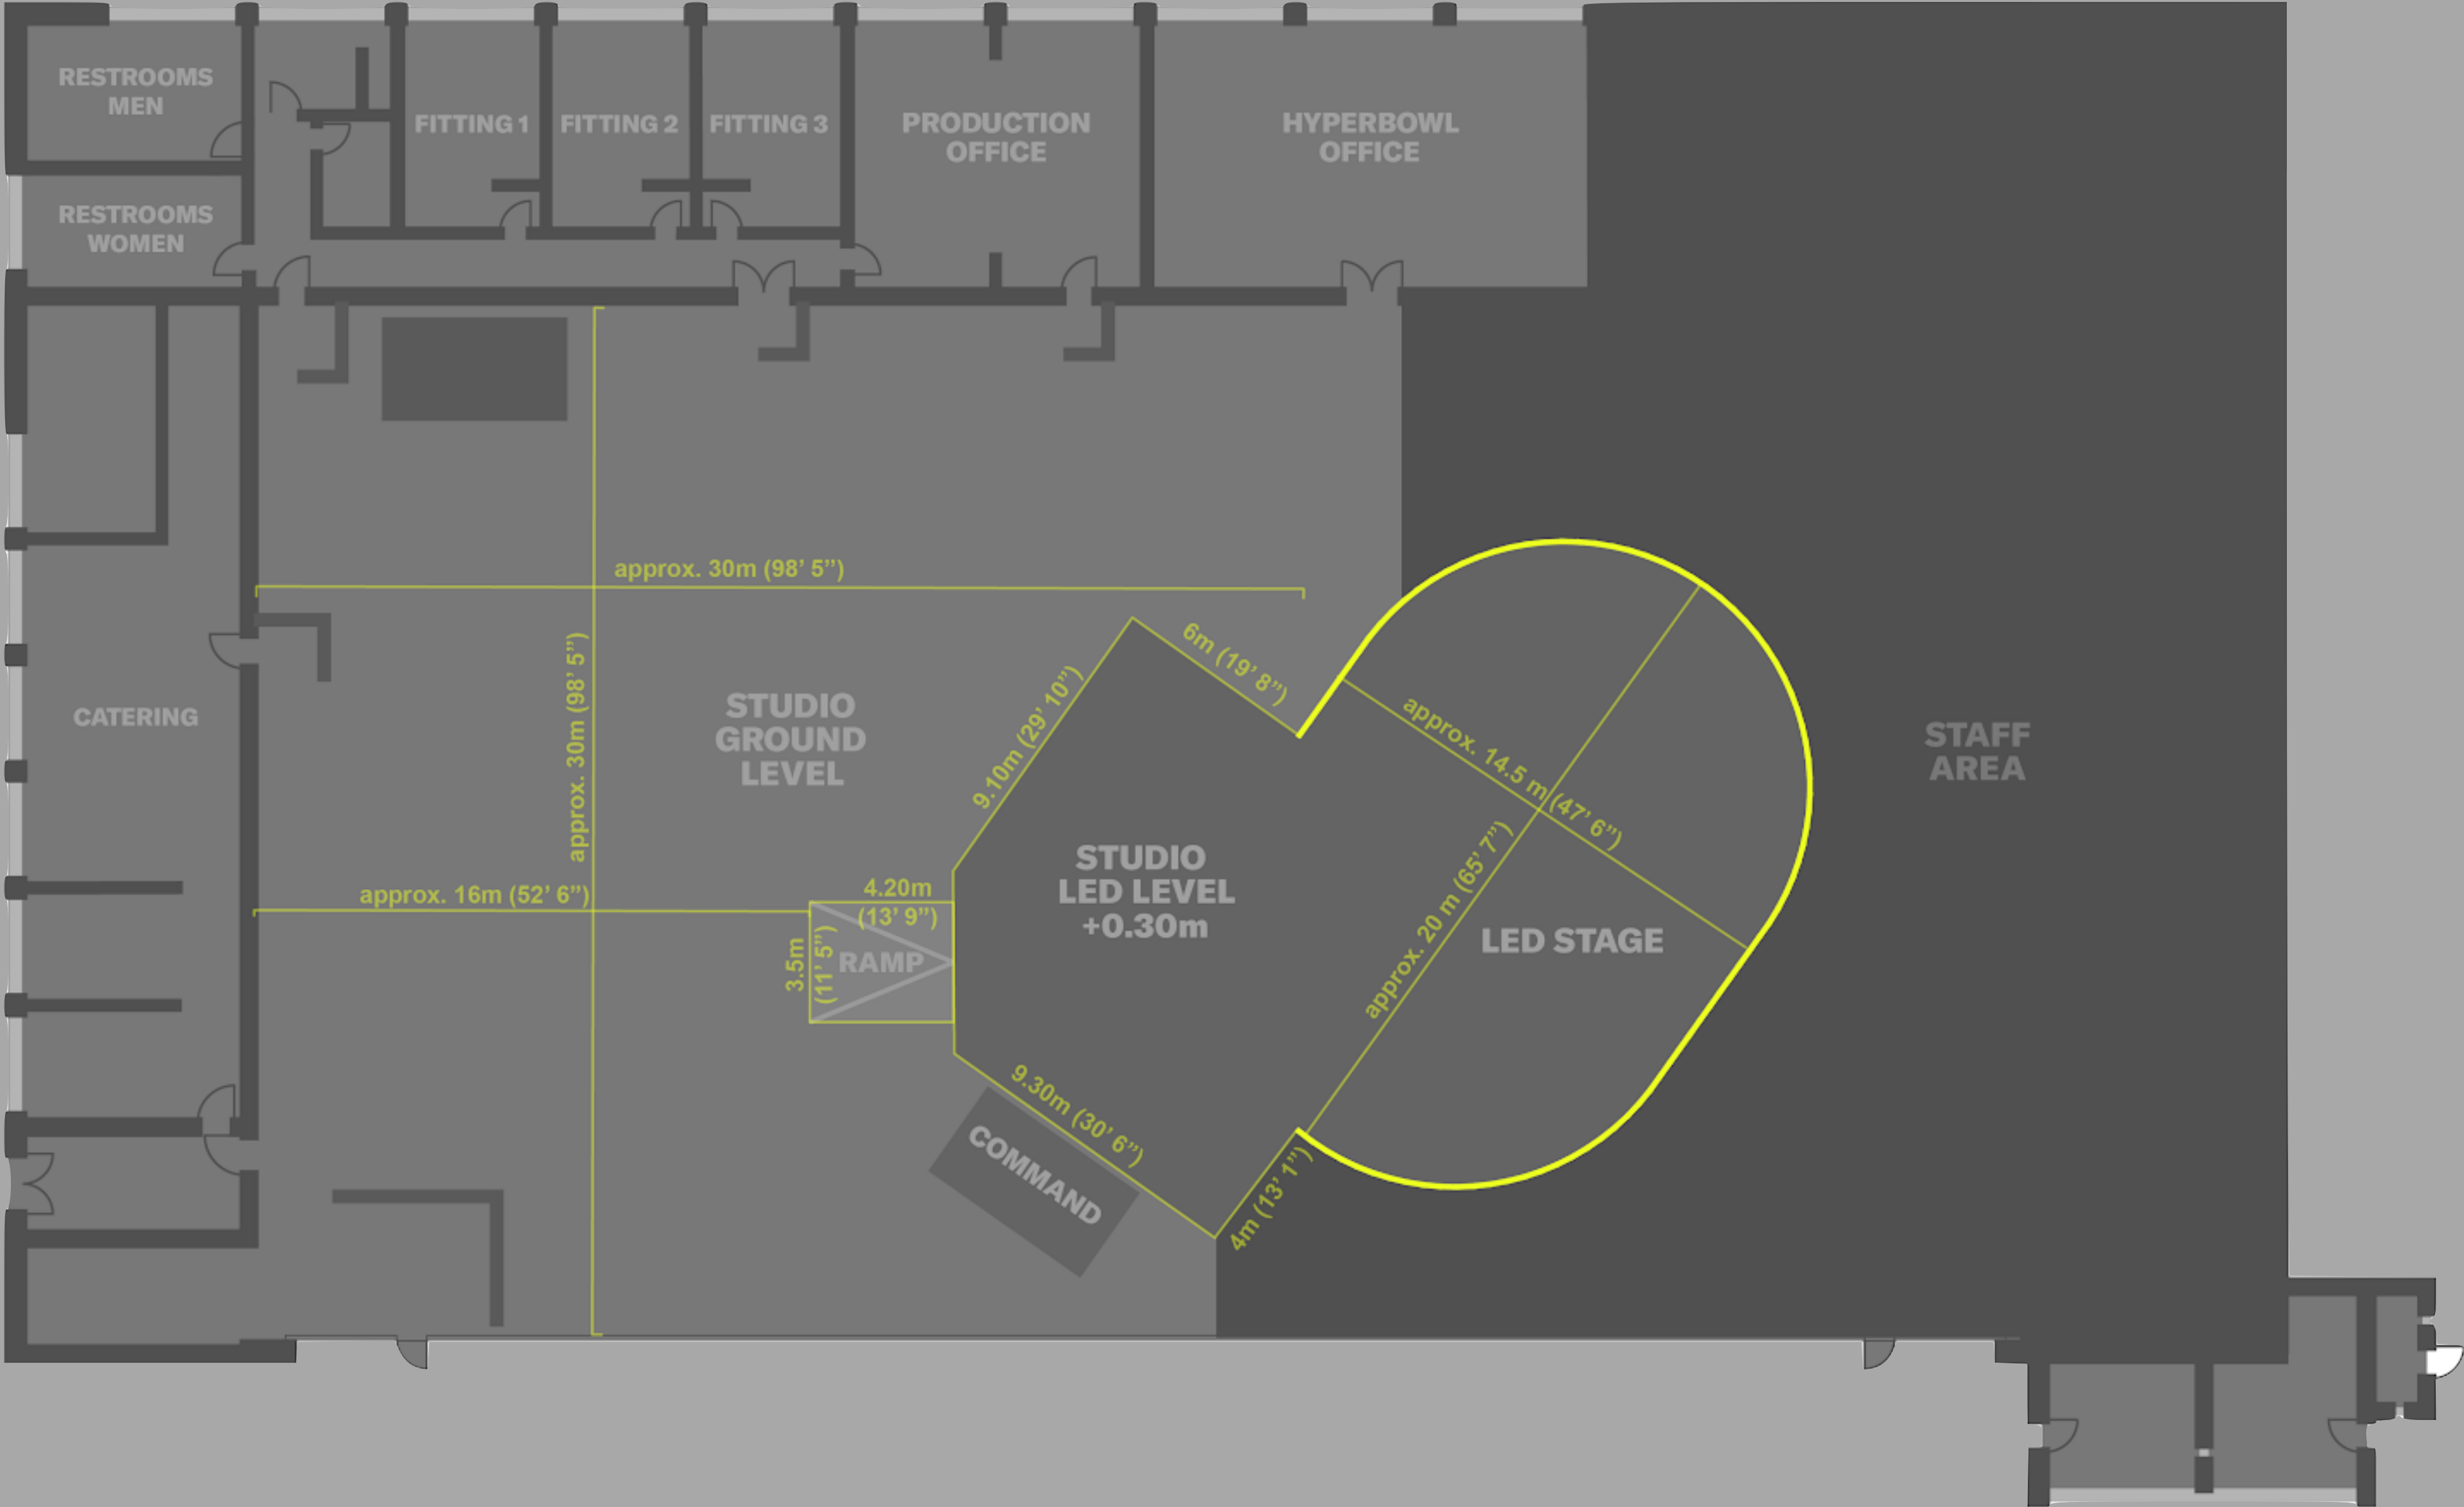 RESTROOMS
MEN
RESTROOMS
WOMEN
FITTING 1
FITTING 2
FITTING 3
PRODUCTION
OFFICE
HYPERBOWL
OFFICE
approx. 30m (98’ 5”)
approx. 30m (98’ 5”)
6m (19’ 8”)
9.10m (29’ 10”)
CATERING
STUDIO
GROUND
LEVEL
approx. 14.5 m (47’ 6”)
approx. 20 m (65’ 7”)
STAFF
AREA
STUDIO
LED LEVEL
+0.30m
LED STAGE
approx. 16m (52’ 6”)
4.20m
(13’ 9”)
3.5m
(11’ 5”)
RAMP
9.30m (30’ 6”)
COMMAND
4m (13’ 1”)